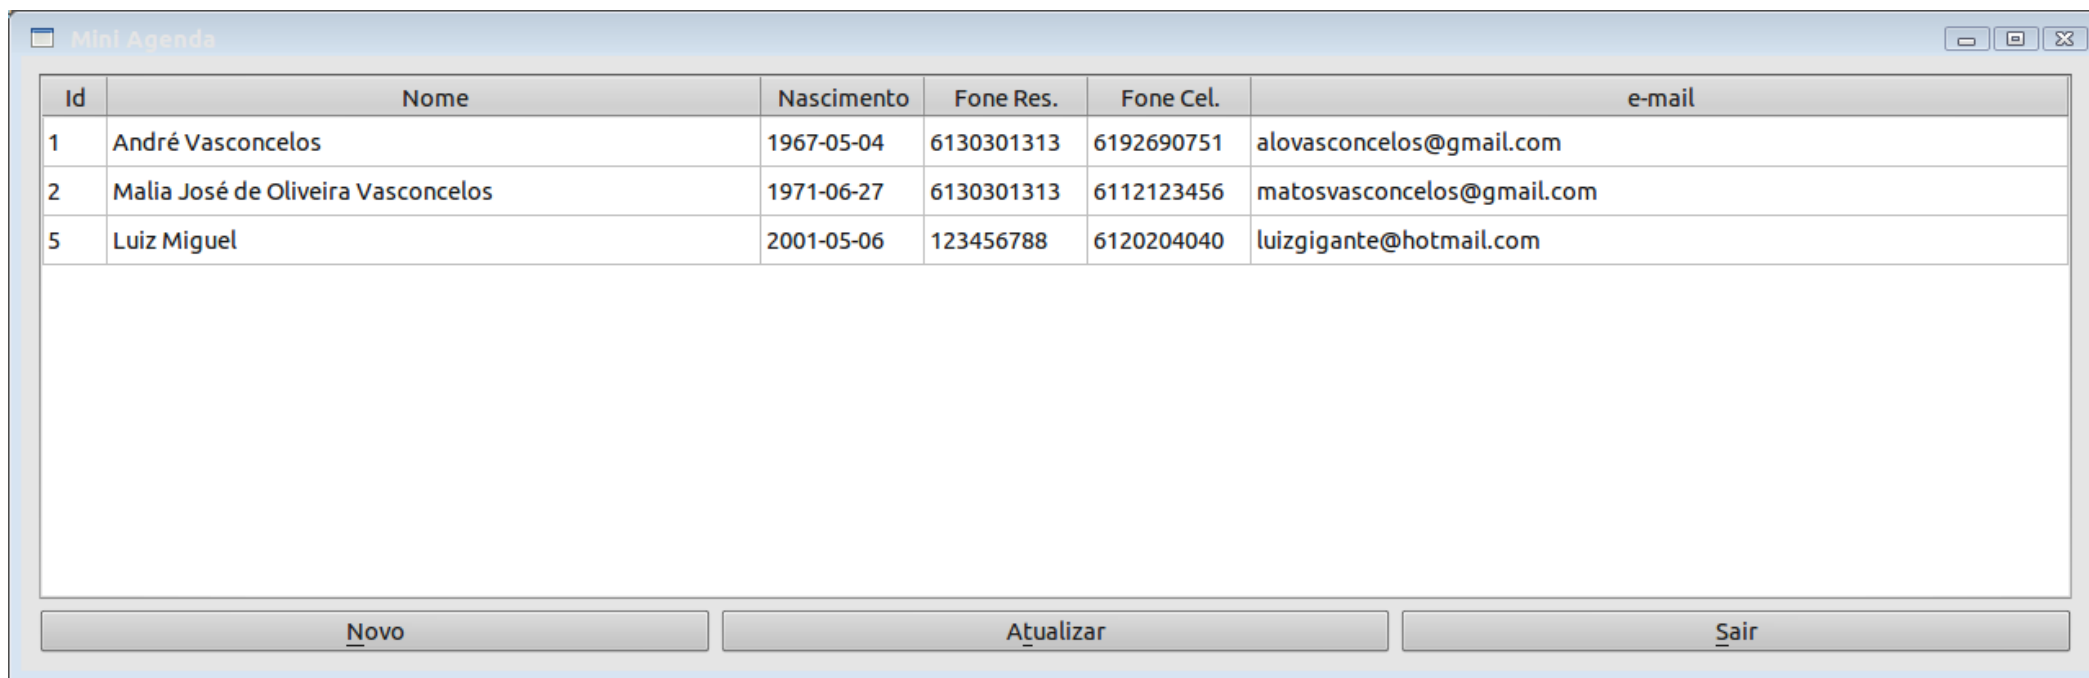 Mini Agenda
Id Nome Nascimento Fone Res. Fone Cel. e-mail
1 André Vasconcelos 1967-05-04 6130301313 6192690751 alovasconcelos@gmail.com
2 Malia José de Oliveira Vasconcelos 1971-06-27 6130301313 6112123456 matosvasconcelos@gmail.com
5 Luiz Miguel 2001-05-06 123456788 6120204040 luizgigante@hotmail.com
Novo Atualizar Sair